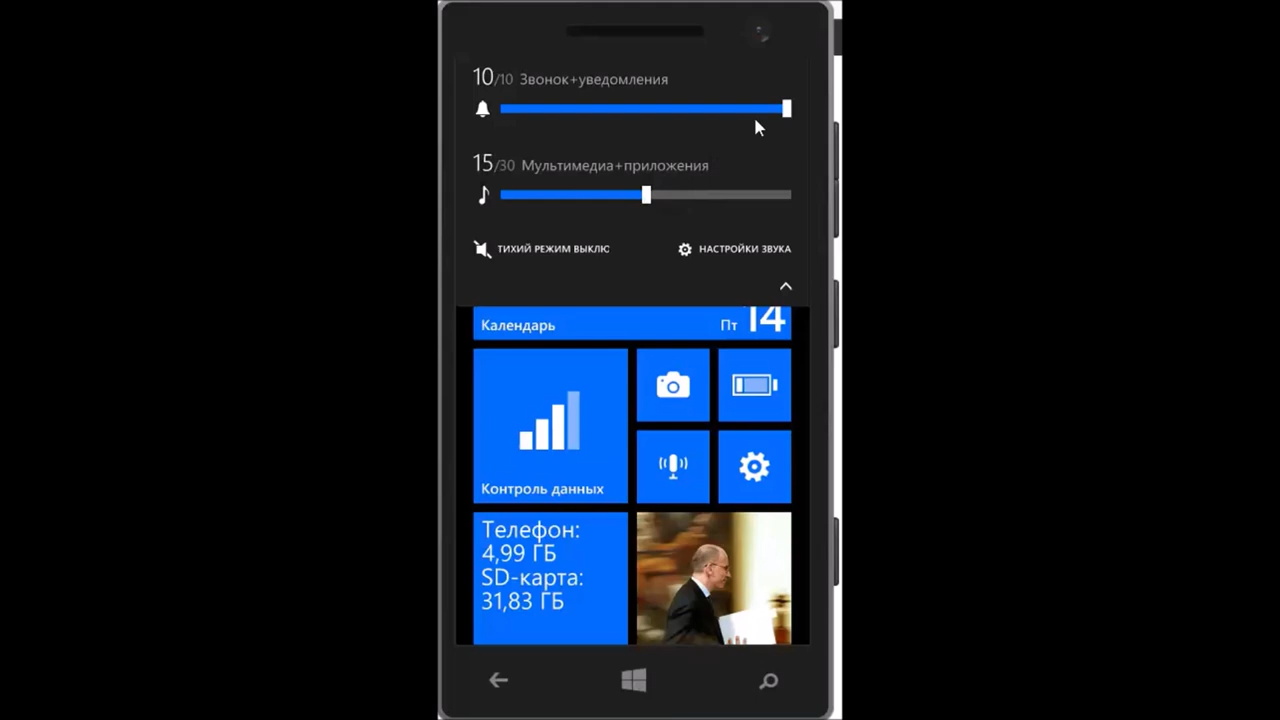 10/10 Звонок+уведомления
15/30 Мультимедиа+приложения
ТИХИЙ РЕЖИМ ВЫКЛЮ
НАСТРОЙКИ ЗВУКА
Календарь
Пт 14
Контроль данных
Телефон:
4,99 ГБ
SD-карта:
31,83 ГБ